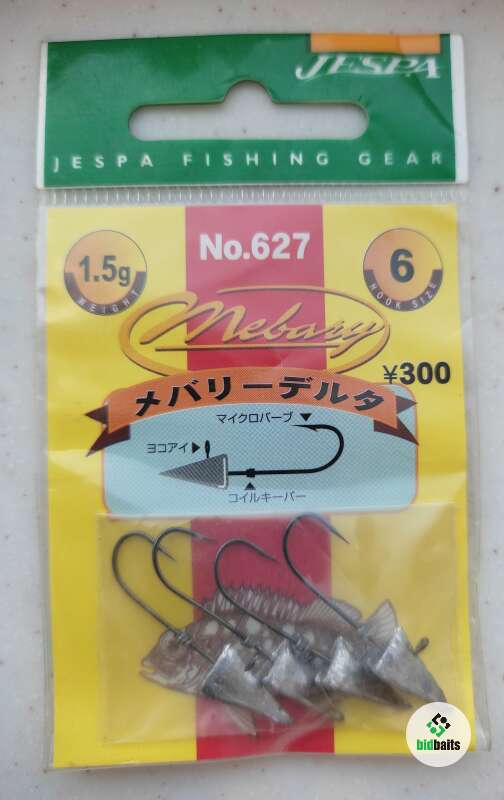 JESPA
JESPA FISHING GEAR
No.627
1.5g
WEIGHT
6
HOOK SIZE
Mebary
¥300
メバリーデルタ
マイクロバーブ
ヨコアイ
コイルキーパー
bidbaits